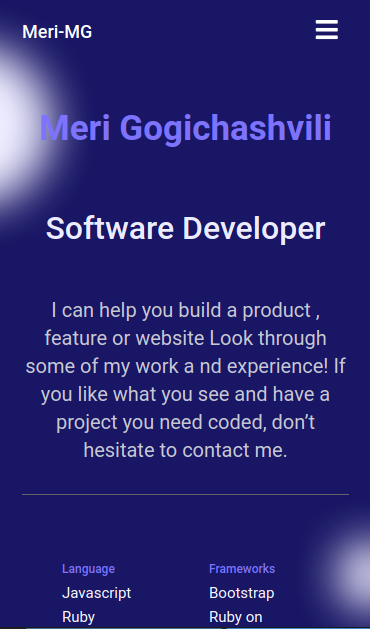 Meri-MG
Meri Gogichashvili
Software Developer
I can help you build a product ,
feature or website Look through
some of my work a nd experience! If
you like what you see and have a
project you need coded, don’t
hesitate to contact me.
Language
Javascript
Ruby
Frameworks
Bootstrap
Ruby on